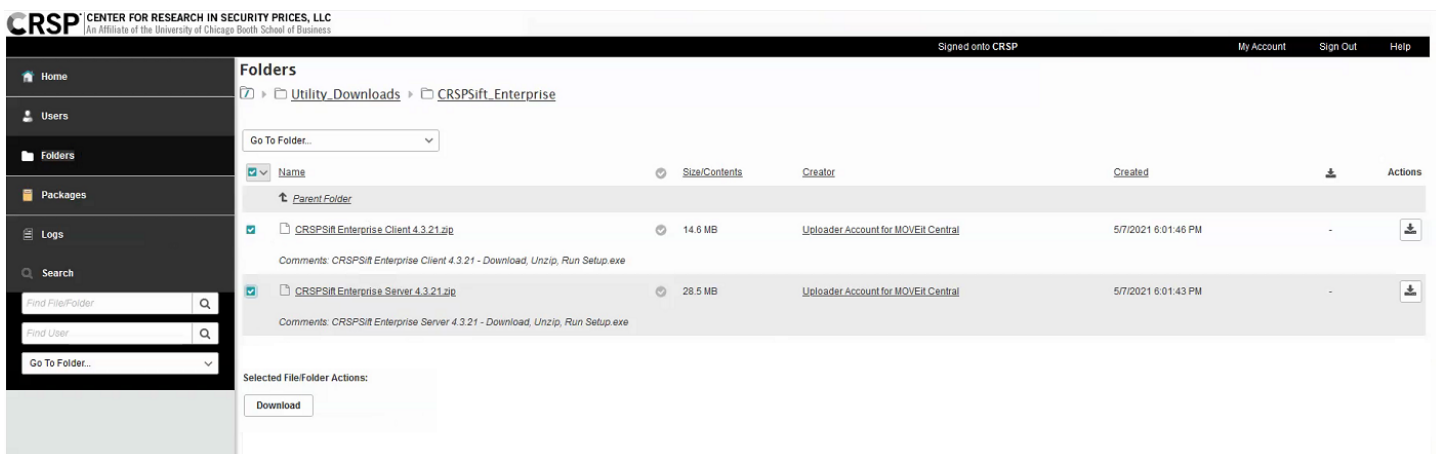 CRSP CENTER FOR RESEARCH IN SECURITY PRICES, LLC
An Affiliate of the University of Chicago Booth School of Business
Signed onto CRSP My Account Sign Out Help
Home
Users
Folders
Packages
Logs
Search
Find File/Folder
Find User
Go To Folder...
Folders
Utility_Downloads CRSPSift_Enterprise
Go To Folder...
Name Size/Contents Creator Created Actions
Parent Folder
CRSPSift Enterprise Client 4.3.21.zip 14.6 MB Uploader Account for MOVEit Central 5/7/2021 6:01:46 PM -
Comments: CRSPSift Enterprise Client 4.3.21 - Download, Unzip, Run Setup.exe
CRSPSift Enterprise Server 4.3.21.zip 28.5 MB Uploader Account for MOVEit Central 5/7/2021 6:01:43 PM -
Comments: CRSPSift Enterprise Server 4.3.21 - Download, Unzip, Run Setup.exe
Selected File/Folder Actions:
Download